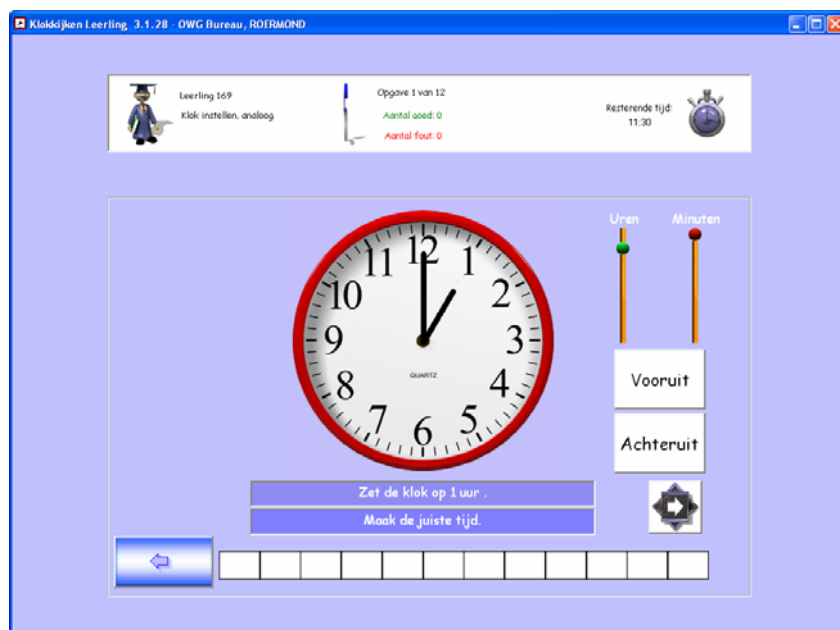 Klokkijken Leerling 3.1.28 - OWG Bureau, ROERMOND
Leerling 169
Klok instellen, analoog
Opgave 1 van 12
Aantal goed: 0
Aantal fout: 0
Resterende tijd:
11:30
Uren
Minuten
12
1
2
3
4
5
6
7
8
9
10
11
QUARTZ
Vooruit
Achteruit
Zet de klok op 1 uur .
Maak de juiste tijd.